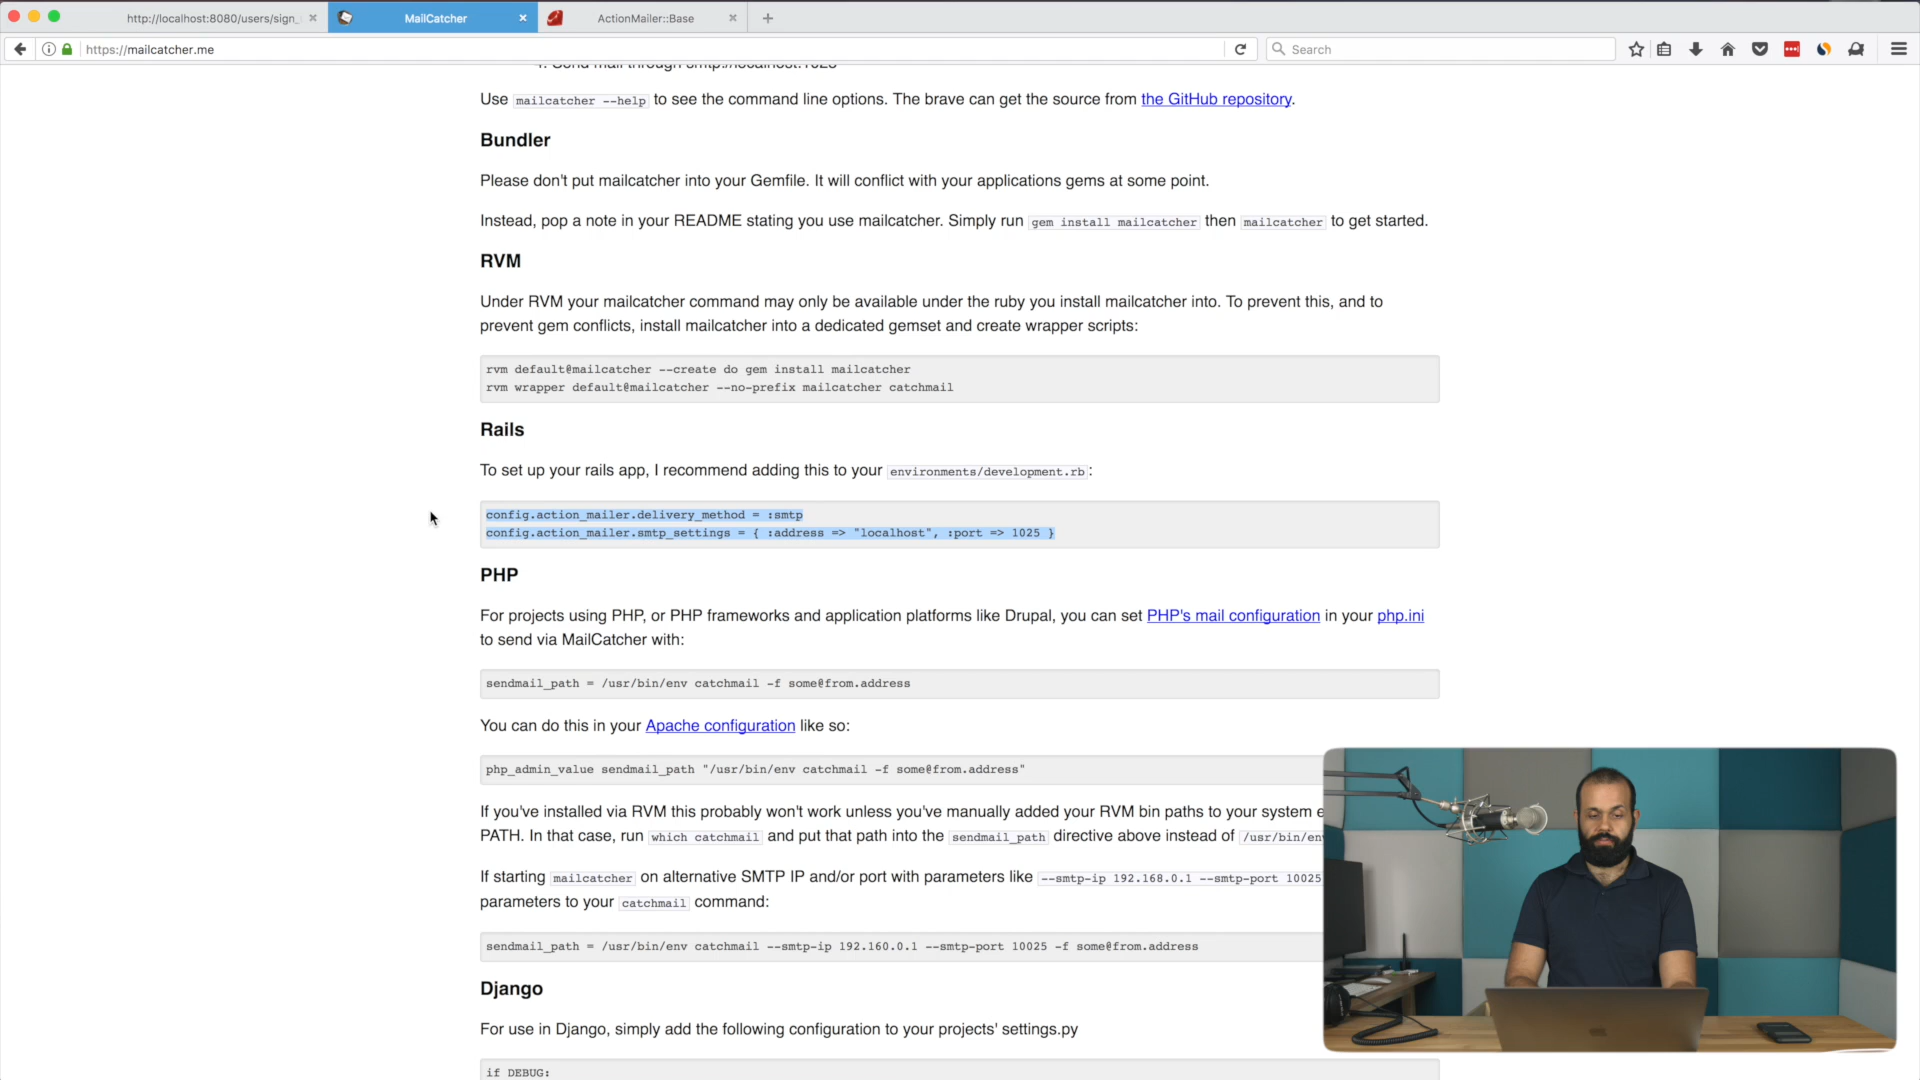 http://localhost:8080/users/sign_
MailCatcher
ActionMailer::Base
https://mailcatcher.me
Search
4. Send mail through smtp://localhost:1025
Use mailcatcher --help to see the command line options. The brave can get the source from the GitHub repository.
Bundler
Please don't put mailcatcher into your Gemfile. It will conflict with your applications gems at some point.
Instead, pop a note in your README stating you use mailcatcher. Simply run gem install mailcatcher then mailcatcher to get started.
RVM
Under RVM your mailcatcher command may only be available under the ruby you install mailcatcher into. To prevent this, and to
prevent gem conflicts, install mailcatcher into a dedicated gemset and create wrapper scripts:
rvm default@mailcatcher --create do gem install mailcatcher
rvm wrapper default@mailcatcher --no-prefix mailcatcher catchmail
Rails
To set up your rails app, I recommend adding this to your environments/development.rb:
config.action_mailer.delivery_method = :smtp
config.action_mailer.smtp_settings = { :address => "localhost", :port => 1025 }
PHP
For projects using PHP, or PHP frameworks and application platforms like Drupal, you can set PHP's mail configuration in your php.ini
to send via MailCatcher with:
sendmail_path = /usr/bin/env catchmail -f some@from.address
You can do this in your Apache configuration like so:
php_admin_value sendmail_path "/usr/bin/env catchmail -f some@from.address"
If you've installed via RVM this probably won't work unless you've manually added your RVM bin paths to your system e
PATH. In that case, run which catchmail and put that path into the sendmail_path directive above instead of /usr/bin/env
If starting mailcatcher on alternative SMTP IP and/or port with parameters like --smtp-ip 192.168.0.1 --smtp-port 10025
parameters to your catchmail command:
sendmail_path = /usr/bin/env catchmail --smtp-ip 192.160.0.1 --smtp-port 10025 -f some@from.address
Django
For use in Django, simply add the following configuration to your projects' settings.py
if DEBUG: